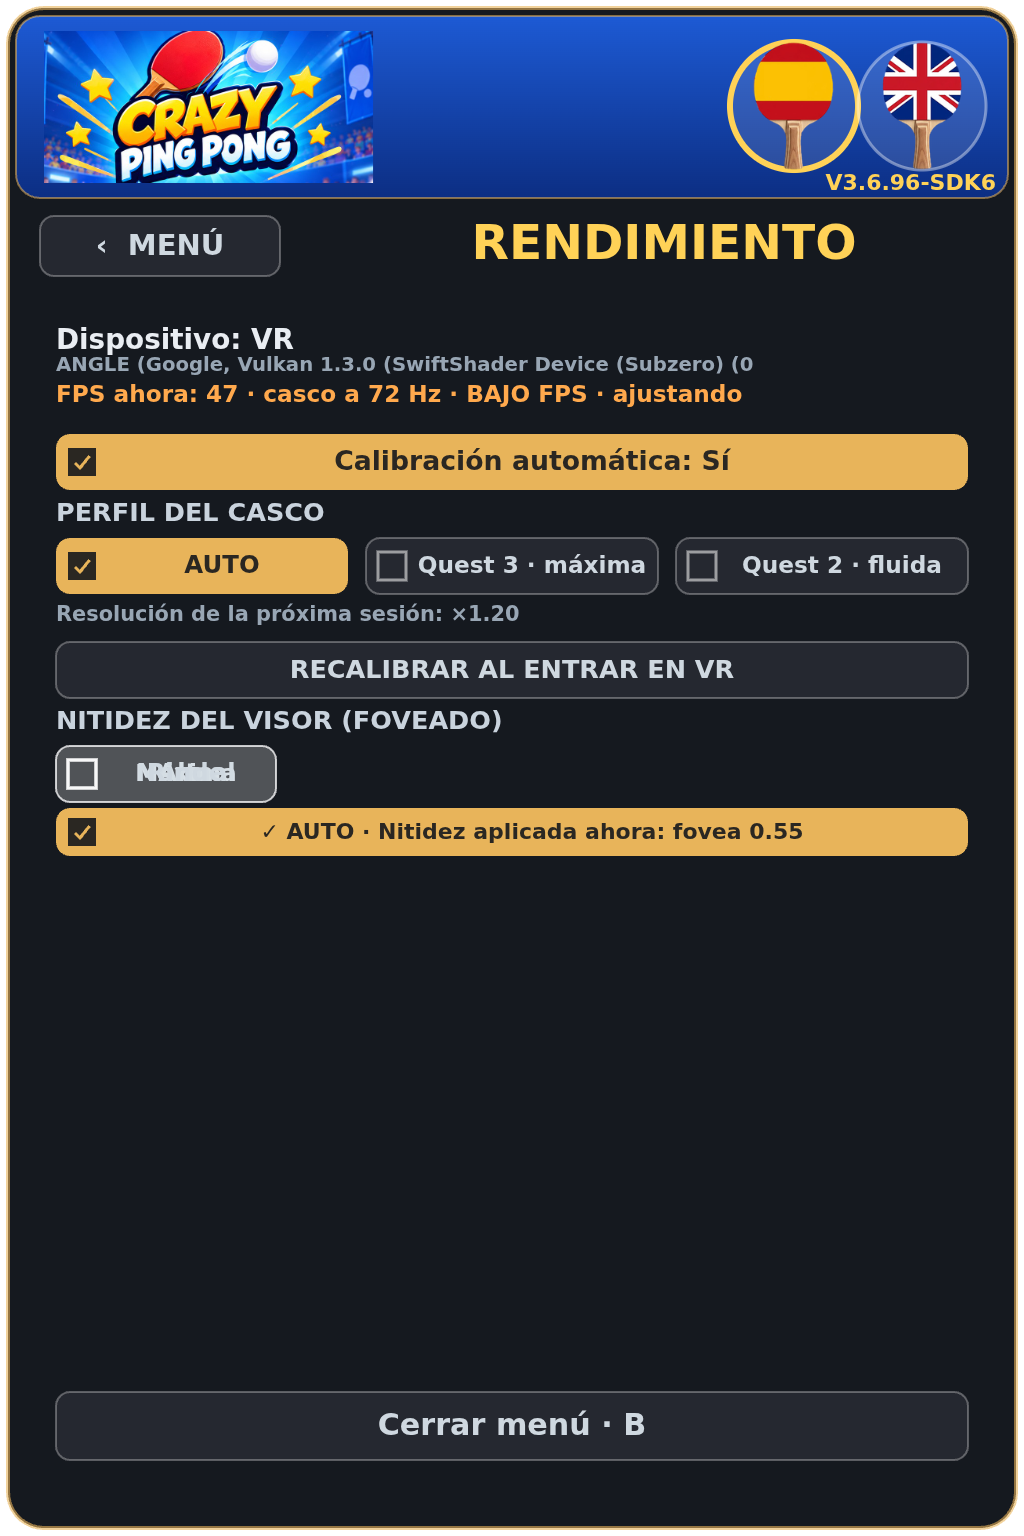 CRAZY
PING PONG
V3.6.96-SDK6
‹ MENÚ
RENDIMIENTO
Dispositivo: VR
ANGLE (Google, Vulkan 1.3.0 (SwiftShader Device (Subzero) (0
FPS ahora: 47 · casco a 72 Hz · BAJO FPS · ajustando
Calibración automática: Sí
PERFIL DEL CASCO
AUTO
Quest 3 · máxima
Quest 2 · fluida
Resolución de la próxima sesión: ×1.20
RECALIBRAR AL ENTRAR EN VR
NITIDEZ DEL VISOR (FOVEADO)
✓ AUTO · Nitidez aplicada ahora: fovea 0.55
Cerrar menú · B